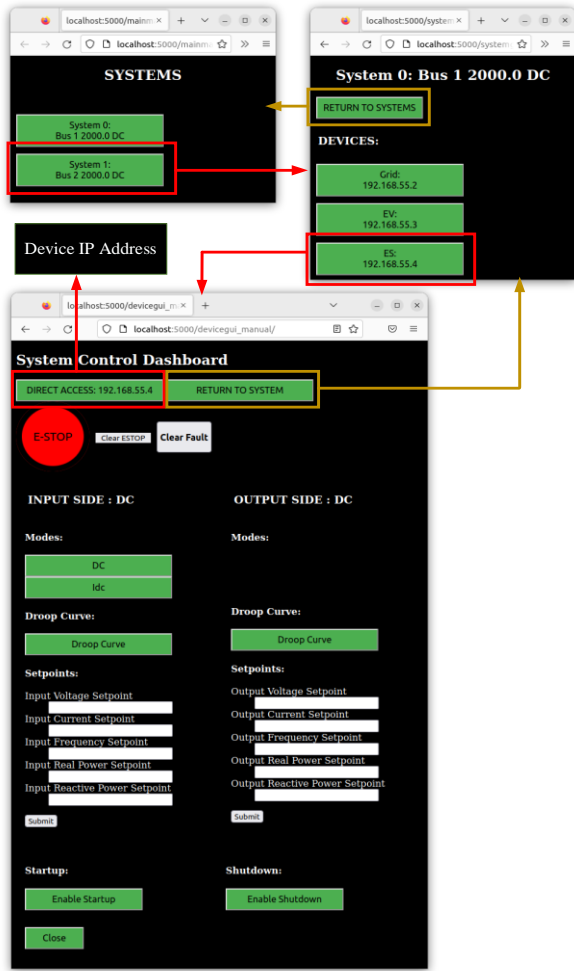 localhost:5000/mainm
localhost:5000/mainm
SYSTEMS
System 0:
Bus 1 2000.0 DC
System 1:
Bus 2 2000.0 DC
localhost:5000/system
localhost:5000/system
System 0: Bus 1 2000.0 DC
RETURN TO SYSTEMS
DEVICES:
Grid:
192.168.55.2
EV:
192.168.55.3
ES:
192.168.55.4
Device IP Address
localhost:5000/devicegui_m
localhost:5000/devicegui_manual/
System Control Dashboard
DIRECT ACCESS: 192.168.55.4
RETURN TO SYSTEM
E-STOP
Clear ESTOP
Clear Fault
INPUT SIDE : DC
Modes:
DC
Idc
Droop Curve:
Droop Curve
Setpoints:
Input Voltage Setpoint
Input Current Setpoint
Input Frequency Setpoint
Input Real Power Setpoint
Input Reactive Power Setpoint
Submit
OUTPUT SIDE : DC
Modes:
Droop Curve:
Droop Curve
Setpoints:
Output Voltage Setpoint
Output Current Setpoint
Output Frequency Setpoint
Output Real Power Setpoint
Output Reactive Power Setpoint
Submit
Startup:
Enable Startup
Shutdown:
Enable Shutdown
Close